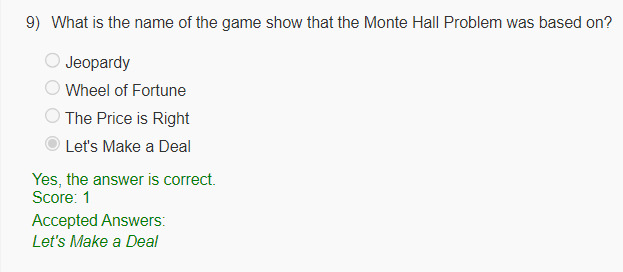 9) What is the name of the game show that the Monte Hall Problem was based on?
Jeopardy
Wheel of Fortune
The Price is Right
Let's Make a Deal
Yes, the answer is correct.
Score: 1
Accepted Answers:
Let's Make a Deal